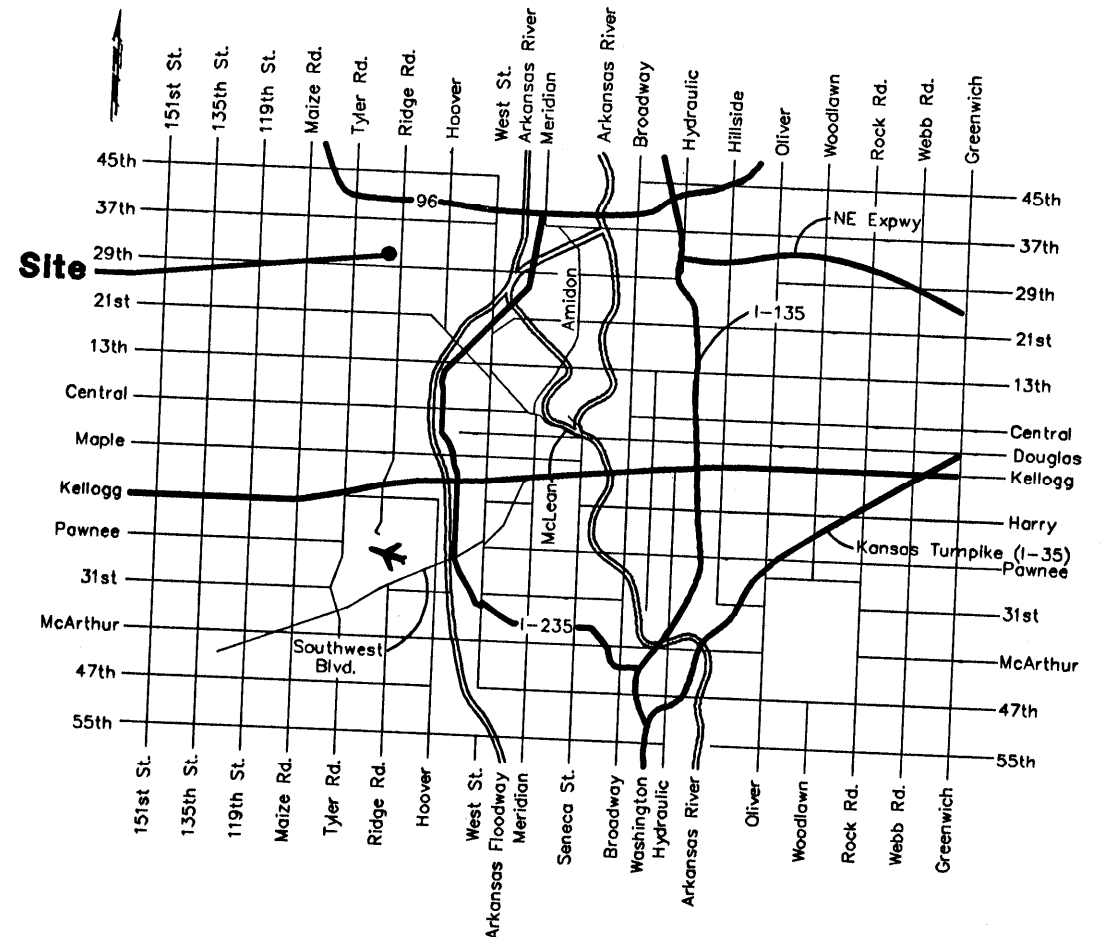 151st St.
135th St.
119th St.
Maize Rd.
Tyler Rd.
Ridge Rd.
Hoover
West St.
Arkansas River
Meridian
Arkansas River
Broadway
Hydraulic
Hillside
Oliver
Woodlawn
Rock Rd.
Webb Rd.
Greenwich
45th
37th
29th
Site
21st
13th
Central
Maple
Kellogg
Pawnee
31st
McArthur
47th
55th
96
NE Expwy
Amidon
I-135
McLean
Kansas Turnpike (I-35)
I-235
Southwest
Blvd.
45th
37th
29th
21st
13th
Central
Douglas
Kellogg
Harry
Pawnee
31st
McArthur
47th
55th
151st St.
135th St.
119th St.
Maize Rd.
Tyler Rd.
Ridge Rd.
Hoover
West St.
Arkansas Floodway
Meridian
Seneca St.
Broadway
Washington
Hydraulic
Arkansas River
Oliver
Woodlawn
Rock Rd.
Webb Rd.
Greenwich